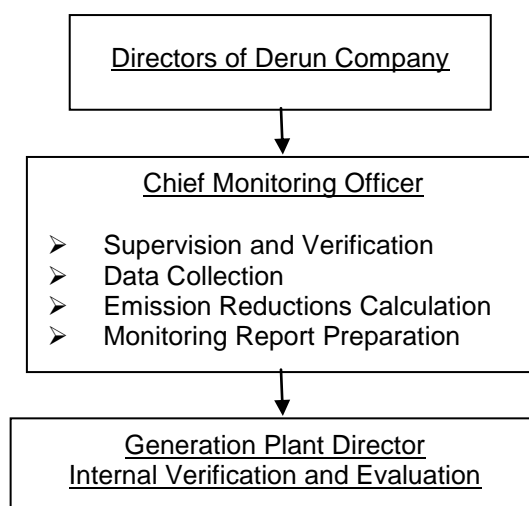 Directors of Derun Company
Chief Monitoring Officer
➢ Supervision and Verification
➢ Data Collection
➢ Emission Reductions Calculation
➢ Monitoring Report Preparation
Generation Plant Director
Internal Verification and Evaluation